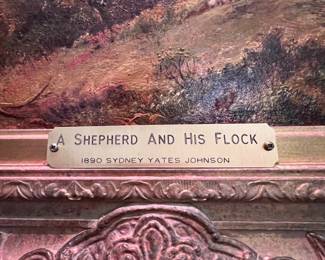 A SHEPHERD AND HIS FLOCK
1890 SYDNEY YATES JOHNSON